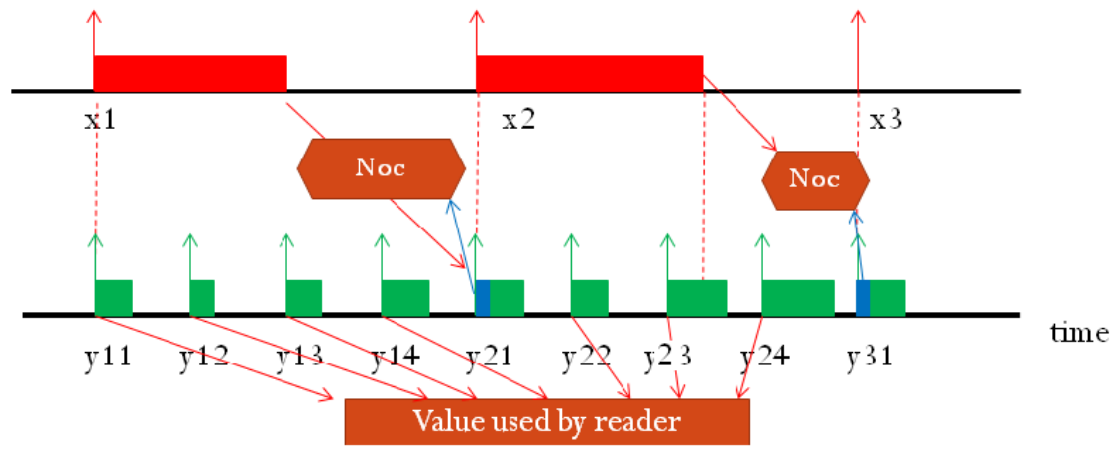 x1
x2
x3
Noc
Noc
y11
y12
y13
y14
y21
y22
y23
y24
y31
time
Value used by reader